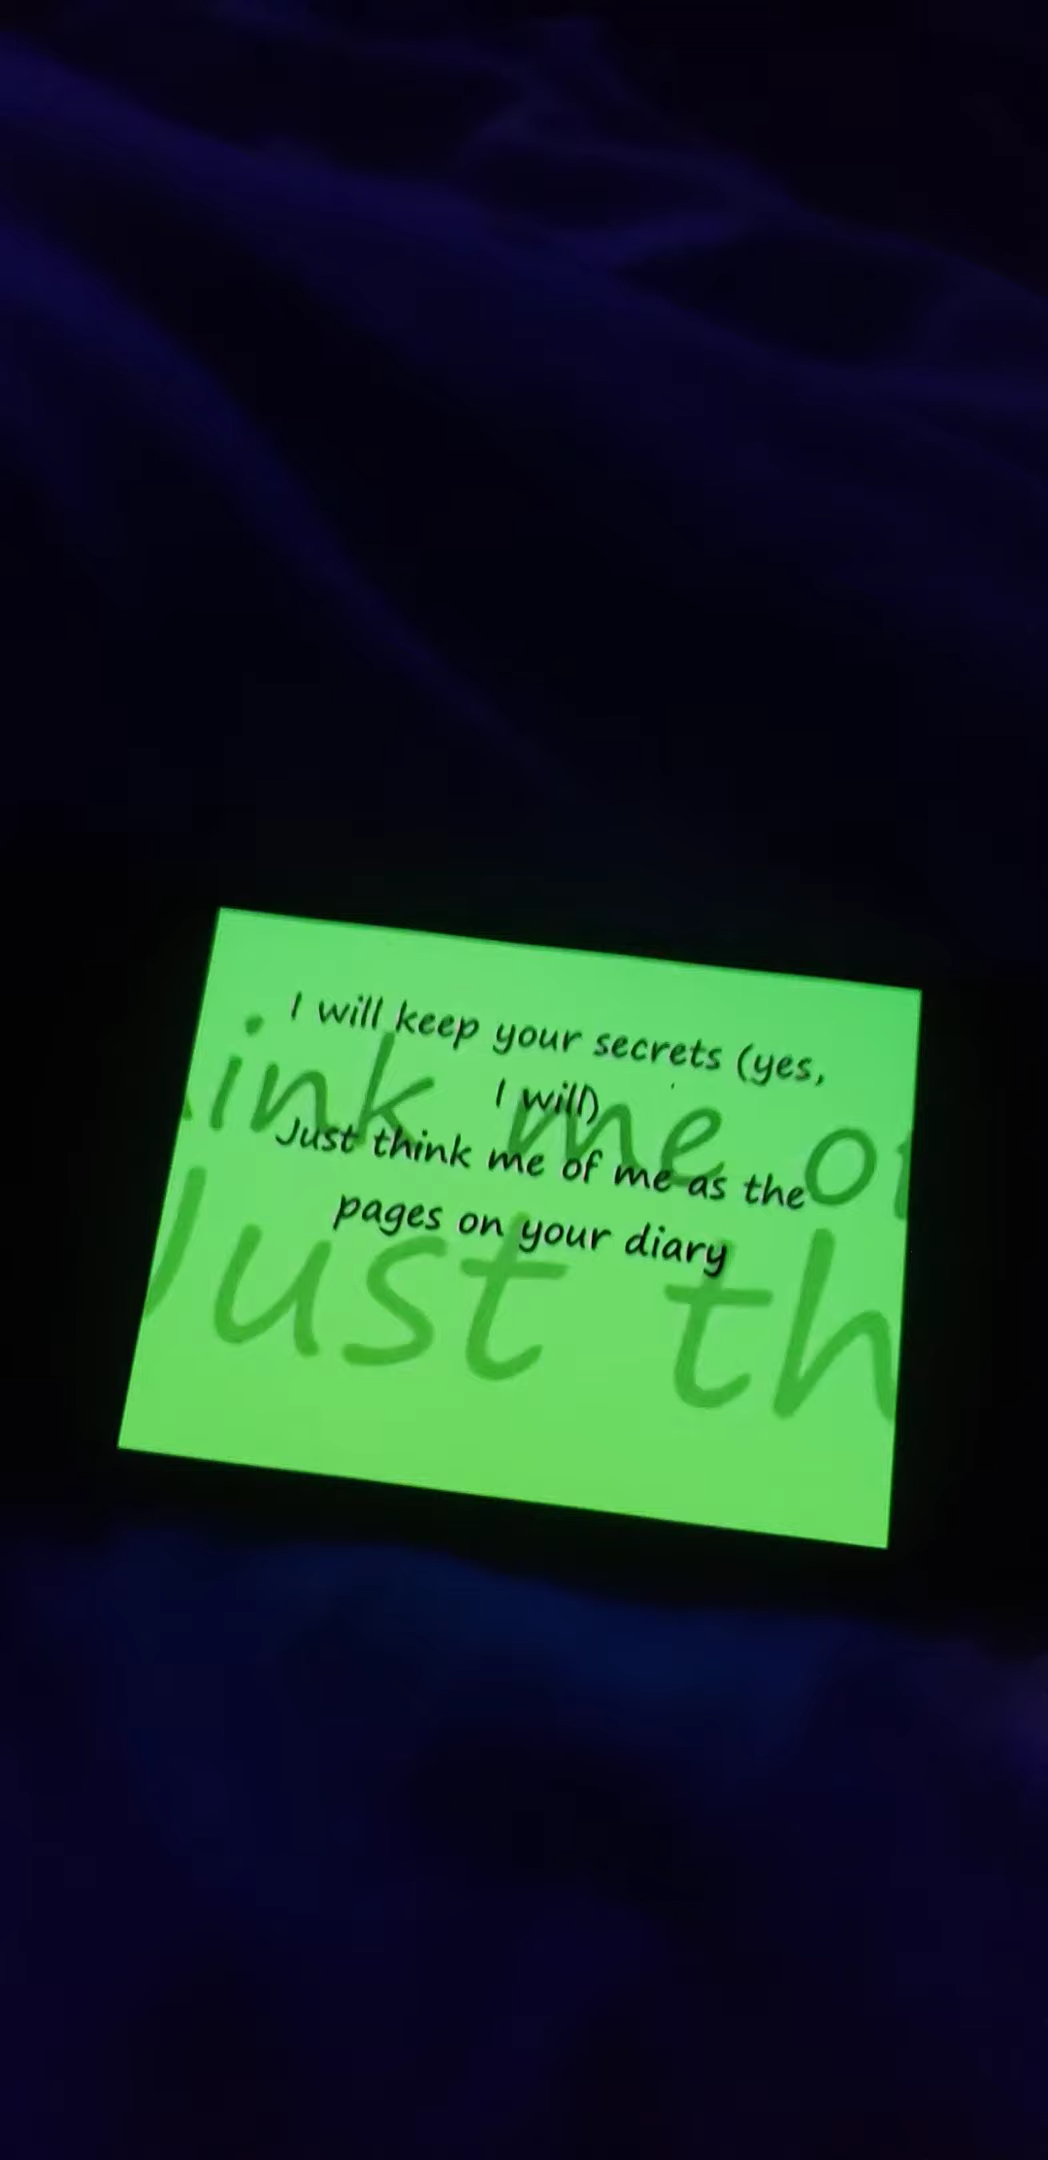 I will keep your secrets (yes,
I will)
Just think me of me as the
pages on your diary
ink me of
Just th